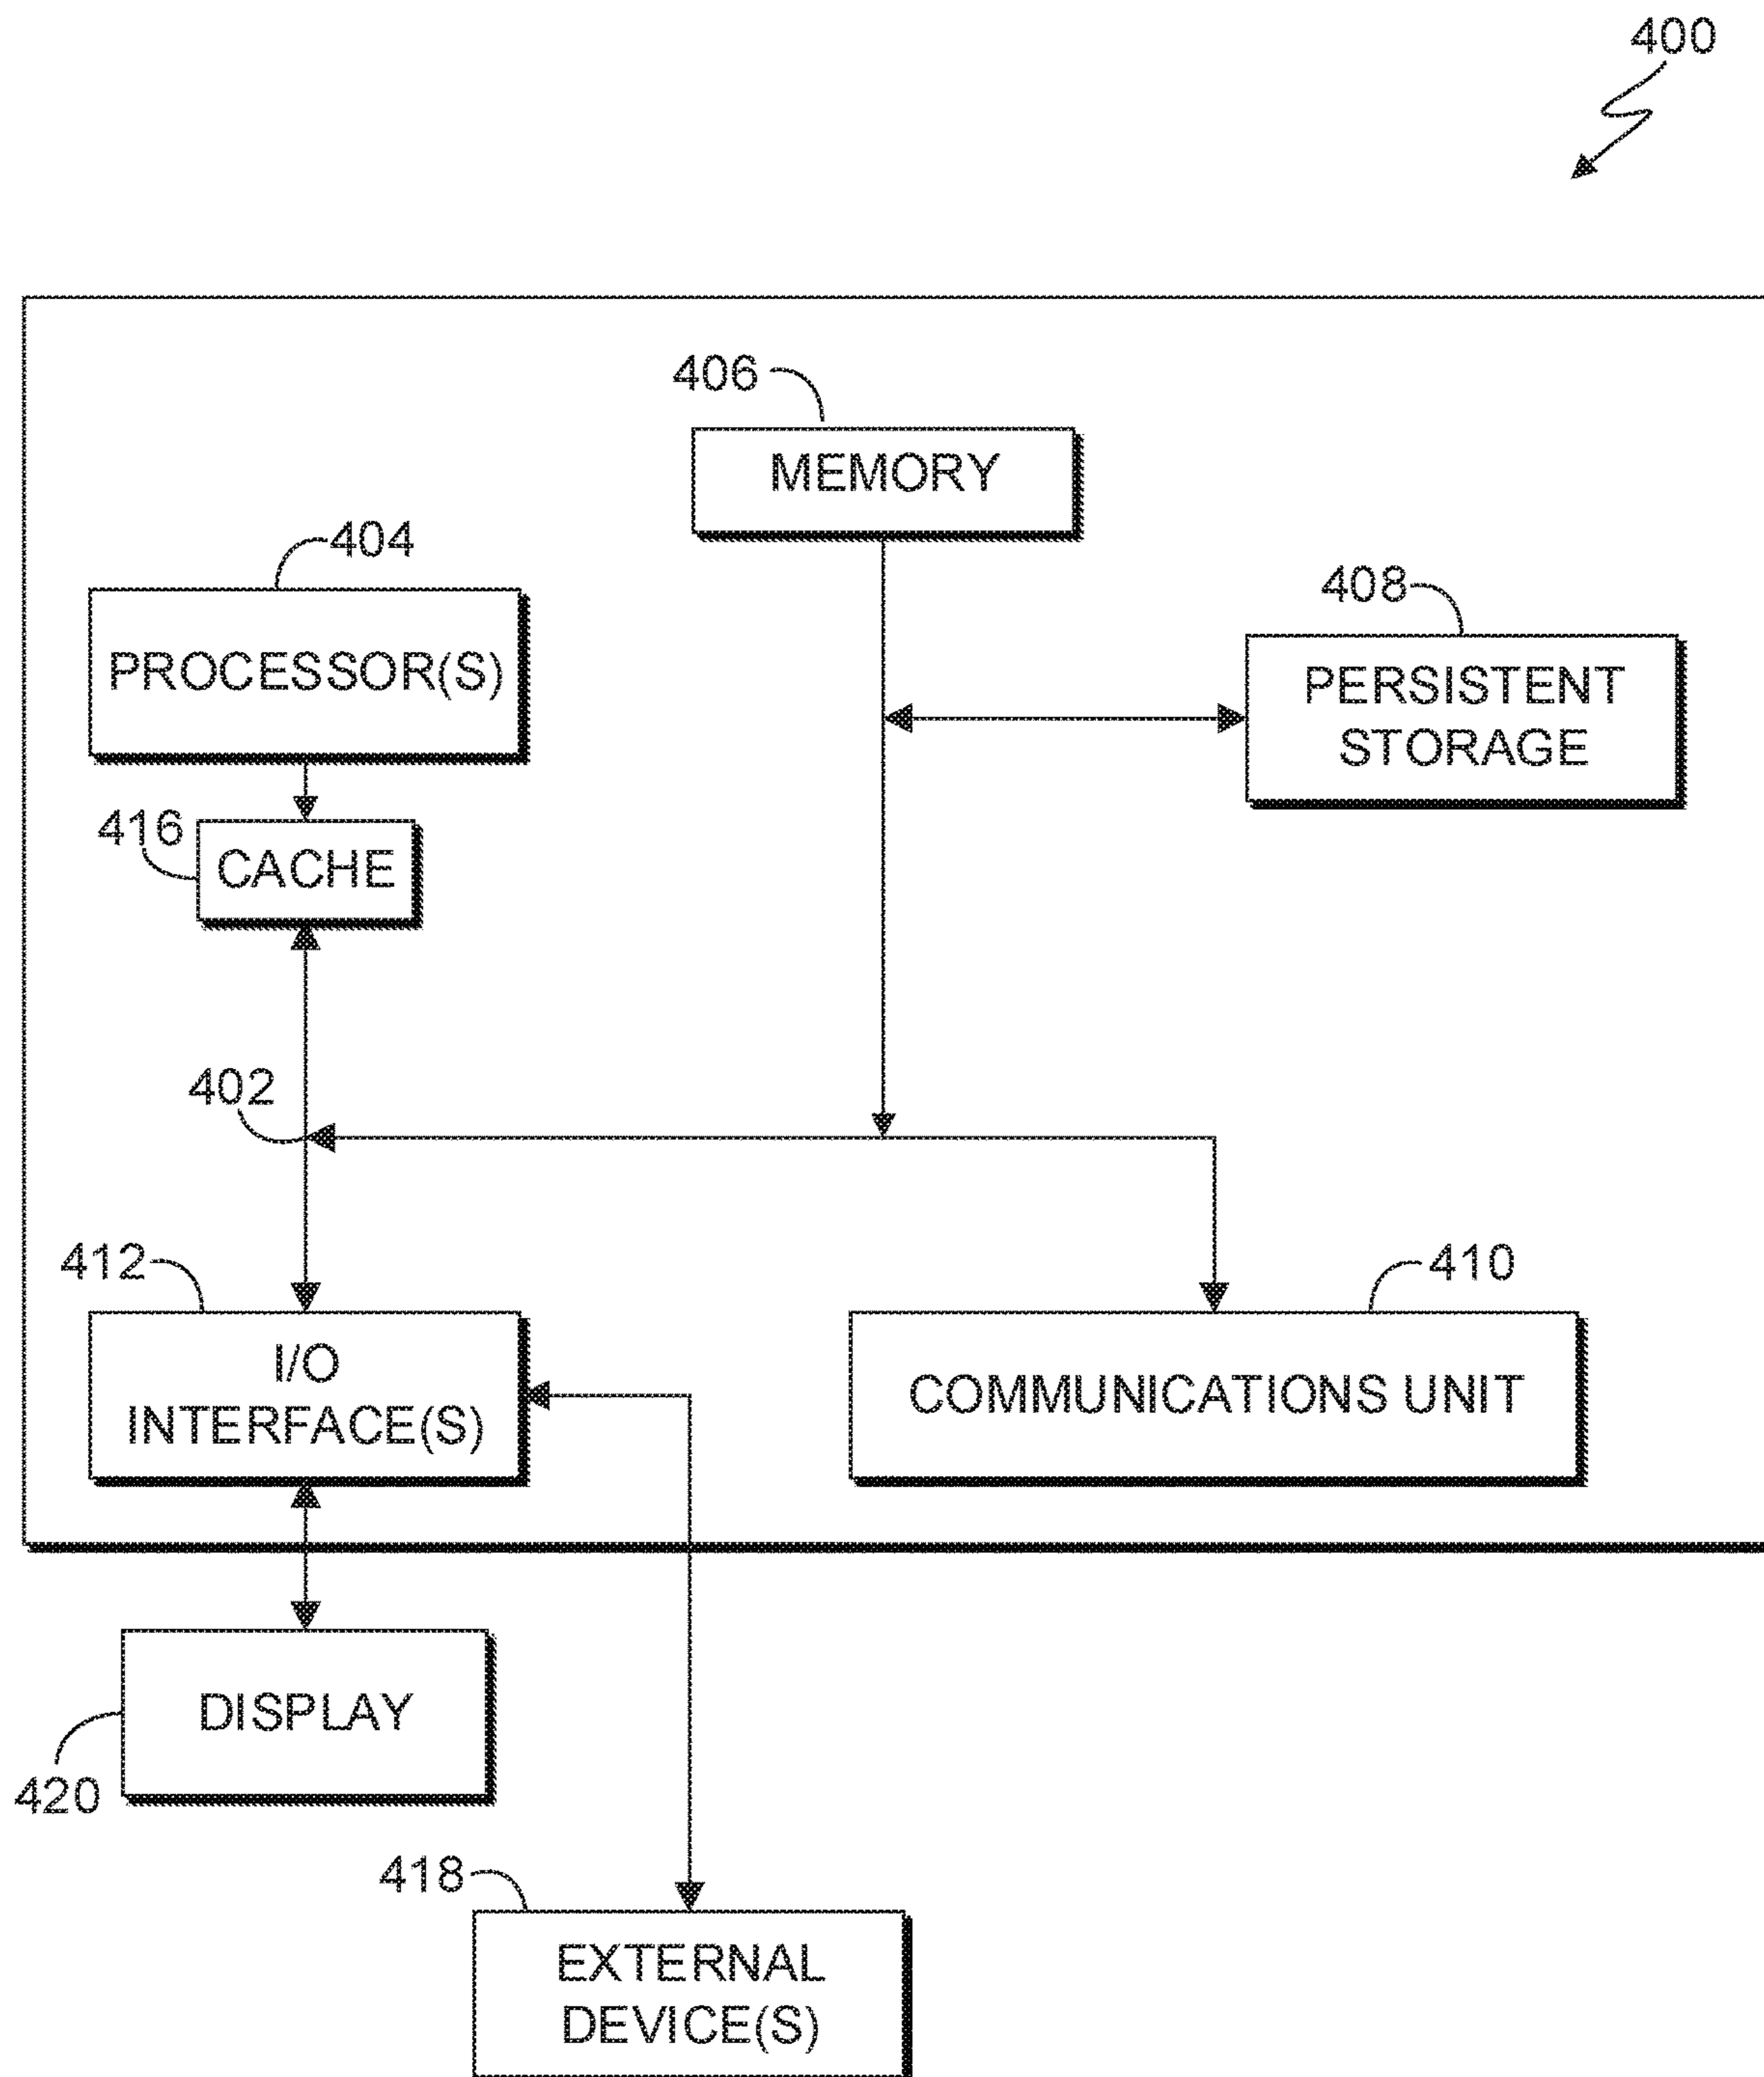 400
406
MEMORY
404
408
PROCESSOR(S)
PERSISTENT
STORAGE
416
CACHE
402
412
410
I/O
INTERFACE(S)
COMMUNICATIONS UNIT
DISPLAY
420
418
EXTERNAL
DEVICE(S)